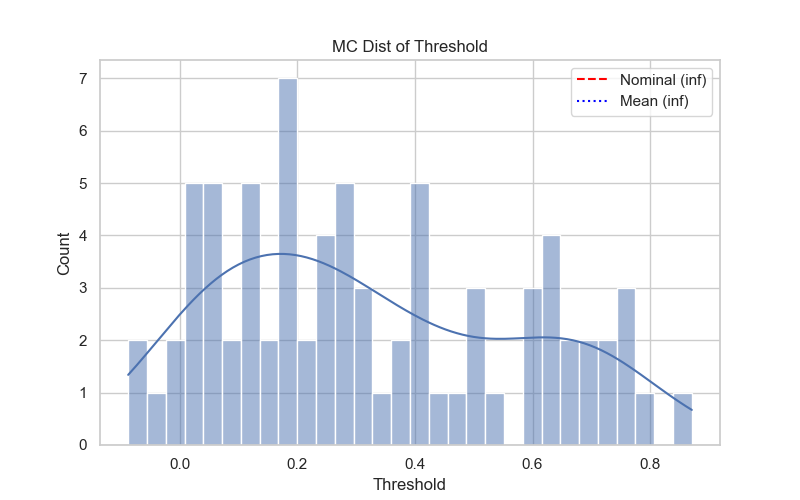 MC Dist of Threshold
Nominal (inf)
Mean (inf)
Count
7
6
5
4
3
2
1
0
0.0 0.2 0.4 0.6 0.8
Threshold